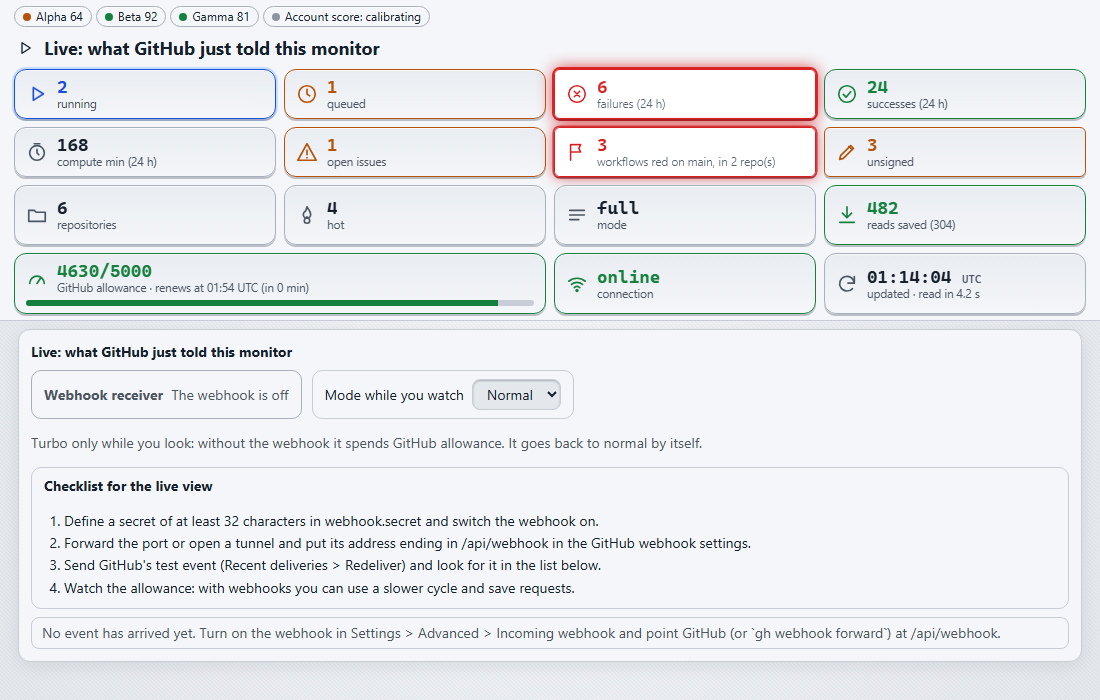 Alpha 64 Beta 92 Gamma 81 Account score: calibrating
Live: what GitHub just told this monitor
2
running
1
queued
6
failures (24 h)
24
successes (24 h)
168
compute min (24 h)
1
open issues
3
workflows red on main, in 2 repo(s)
3
unsigned
6
repositories
4
hot
full
mode
482
reads saved (304)
4630/5000
GitHub allowance · renews at 01:54 UTC (in 0 min)
online
connection
01:14:04 UTC
updated · read in 4.2 s
Live: what GitHub just told this monitor
Webhook receiver The webhook is off
Mode while you watch Normal
Turbo only while you look: without the webhook it spends GitHub allowance. It goes back to normal by itself.
Checklist for the live view
1. Define a secret of at least 32 characters in webhook.secret and switch the webhook on.
2. Forward the port or open a tunnel and put its address ending in /api/webhook in the GitHub webhook settings.
3. Send GitHub's test event (Recent deliveries > Redeliver) and look for it in the list below.
4. Watch the allowance: with webhooks you can use a slower cycle and save requests.
No event has arrived yet. Turn on the webhook in Settings > Advanced > Incoming webhook and point GitHub (or `gh webhook forward`) at /api/webhook.